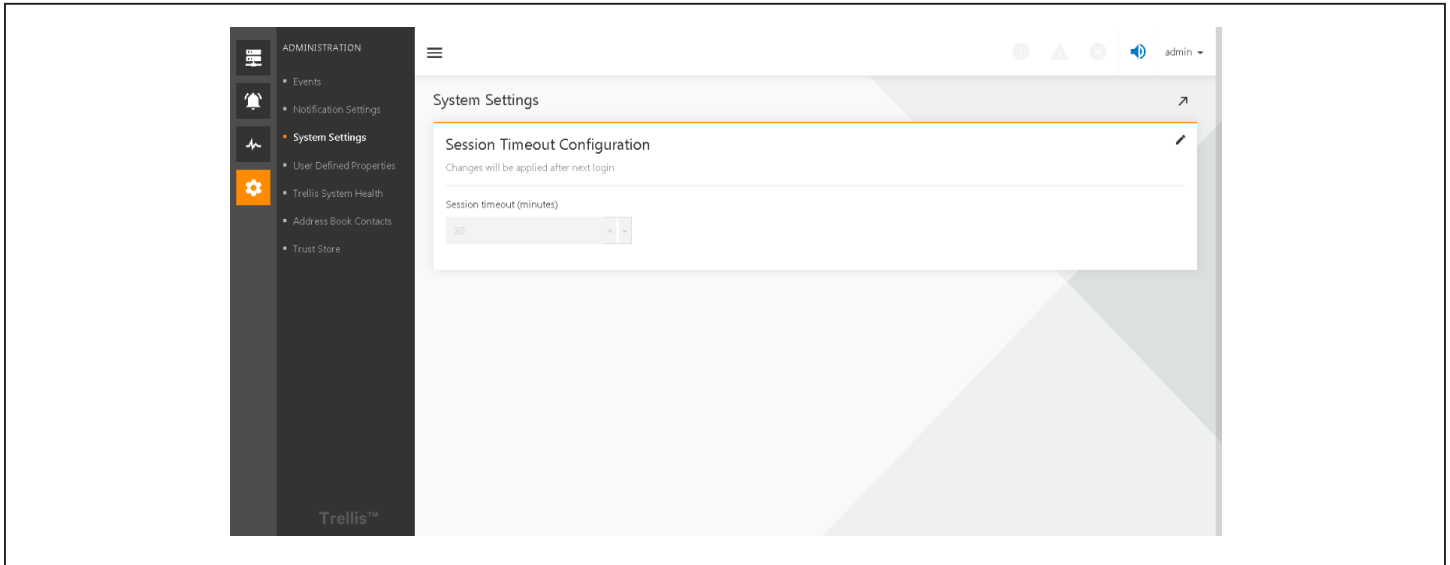 ADMINISTRATION
Events
Notification Settings
System Settings
User Defined Properties
Trellis System Health
Address Book Contacts
Trust Store
Trellis™
admin
System Settings
Session Timeout Configuration
Changes will be applied after next login
Session timeout (minutes)
30